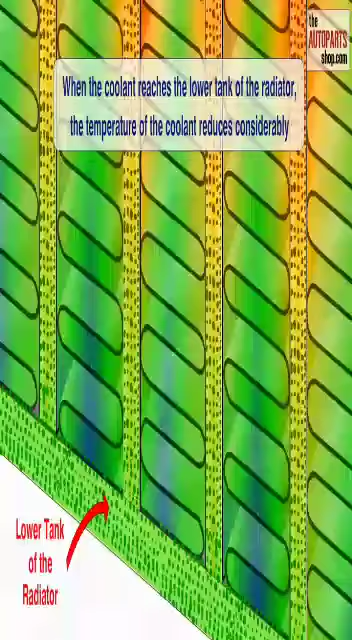 the
AUTOPARTS
shop.com
When the coolant reaches the lower tank of the radiator,
the temperature of the coolant reduces considerably
Lower Tank
of the
Radiator